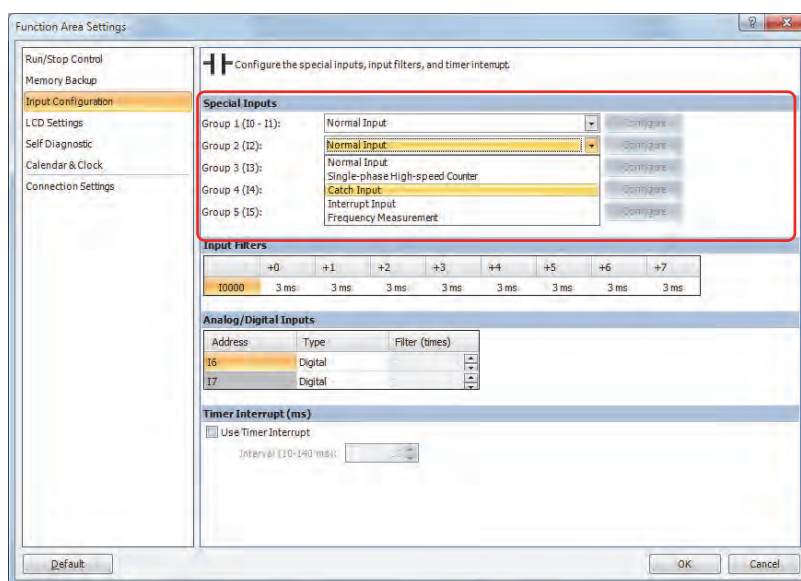 Function Area Settings
Run/Stop Control
Memory Backup
Input Configuration
LCD Settings
Self Diagnostic
Calendar & Clock
Connection Settings
Configure the special inputs, input filters, and timer interrupt.
Special Inputs
Group 1 (I0 - I1): Normal Input Configure
Group 2 (I2): Normal Input Configure
Group 3 (I3): Configure
Group 4 (I4): Configure
Group 5 (I5): Configure
Normal Input
Single-phase High-speed Counter
Catch Input
Interrupt Input
Frequency Measurement
Input Filters
+0 +1 +2 +3 +4 +5 +6 +7
I0000 3 ms 3 ms 3 ms 3 ms 3 ms 3 ms 3 ms 3 ms
Analog/Digital Inputs
Address Type Filter (times)
I6 Digital
I7 Digital
Timer Interrupt (ms)
Use Timer Interrupt
Interval (10-140 ms):
Default OK Cancel